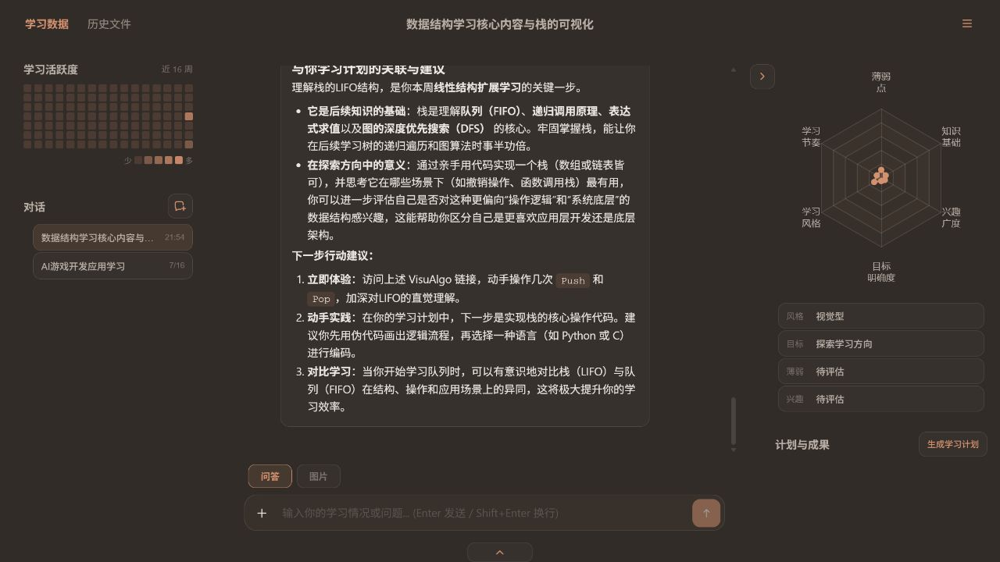 学习数据
历史文件
数据结构学习核心内容与栈的可视化
学习活跃度
近 16 周
少
多
对话
数据结构学习核心内容与...
21:54
AI游戏开发应用学习
7/16
与你学习计划的关联与建议
理解栈的LIFO结构，是你本周线性结构扩展学习的关键一步。
• 它是后续知识的基础：栈是理解队列（FIFO）、递归调用原理、表达
式求值以及图的深度优先搜索（DFS） 的核心。牢固掌握栈，能让你
在后续学习树的递归遍历和图算法时事半功倍。
• 在探索方向中的意义：通过亲手用代码实现一个栈（数组或链表皆
可），并思考它在哪些场景下（如撤销操作、函数调用栈）最有用，
你可以进一步评估自己是否对这种更偏向“操作逻辑”和“系统底层”的
数据结构感兴趣，这能帮助你区分自己是更喜欢应用层开发还是底层
架构。
下一步行动建议：
1. 立即体验：访问上述 VisuAlgo 链接，动手操作几次 Push 和
Pop，加深对LIFO的直觉理解。
2. 动手实践：在你的学习计划中，下一步是实现栈的核心操作代码。建
议你先用伪代码画出逻辑流程，再选择一种语言（如 Python 或 C）
进行编码。
3. 对比学习：当你开始学习队列时，可以有意识地对比栈（LIFO）与队
列（FIFO）在结构、操作和应用场景上的异同，这将极大提升你的学
习效率。
问答
图片
输入你的学习情况或问题... (Enter 发送 / Shift+Enter 换行)
薄弱
点
知识
基础
兴趣
广度
目标
明确度
学习
风格
学习
节奏
风格 视觉型
目标 探索学习方向
薄弱 待评估
兴趣 待评估
计划与成果
生成学习计划